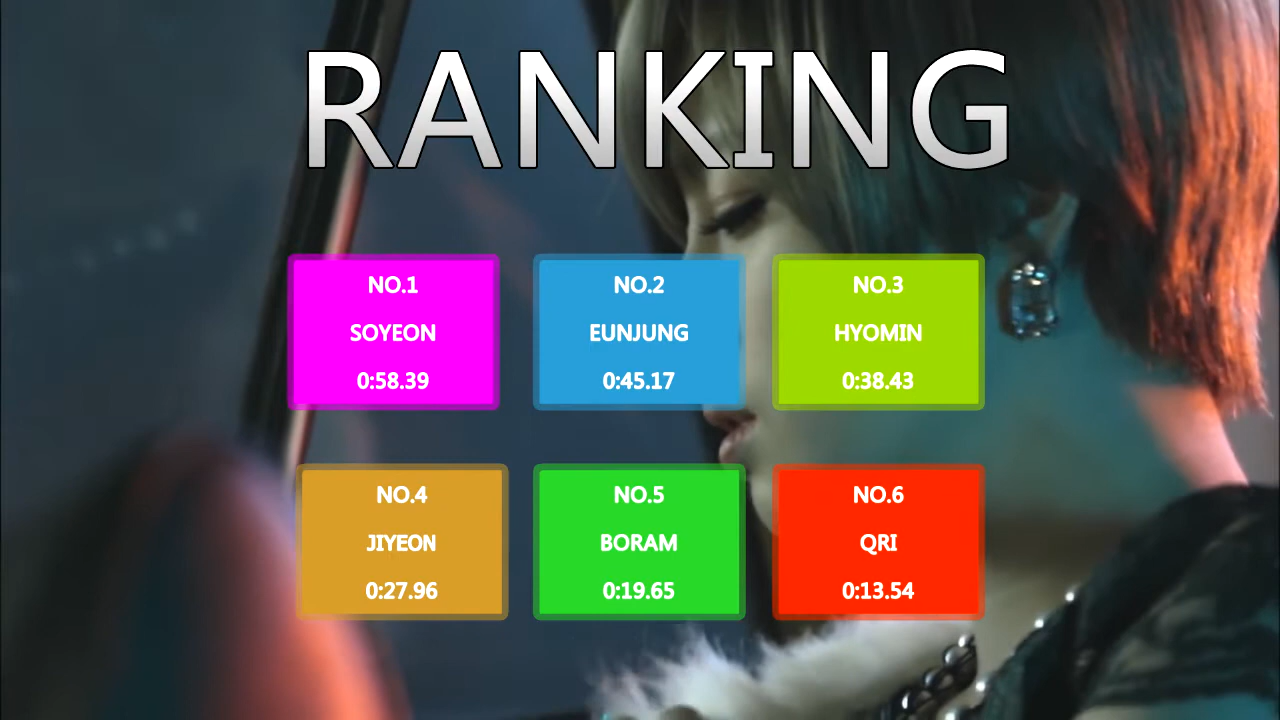 RANKING
NO.1
SOYEON
0:58.39
NO.2
EUNJUNG
0:45.17
NO.3
HYOMIN
0:38.43
NO.4
JIYEON
0:27.96
NO.5
BORAM
0:19.65
NO.6
QRI
0:13.54